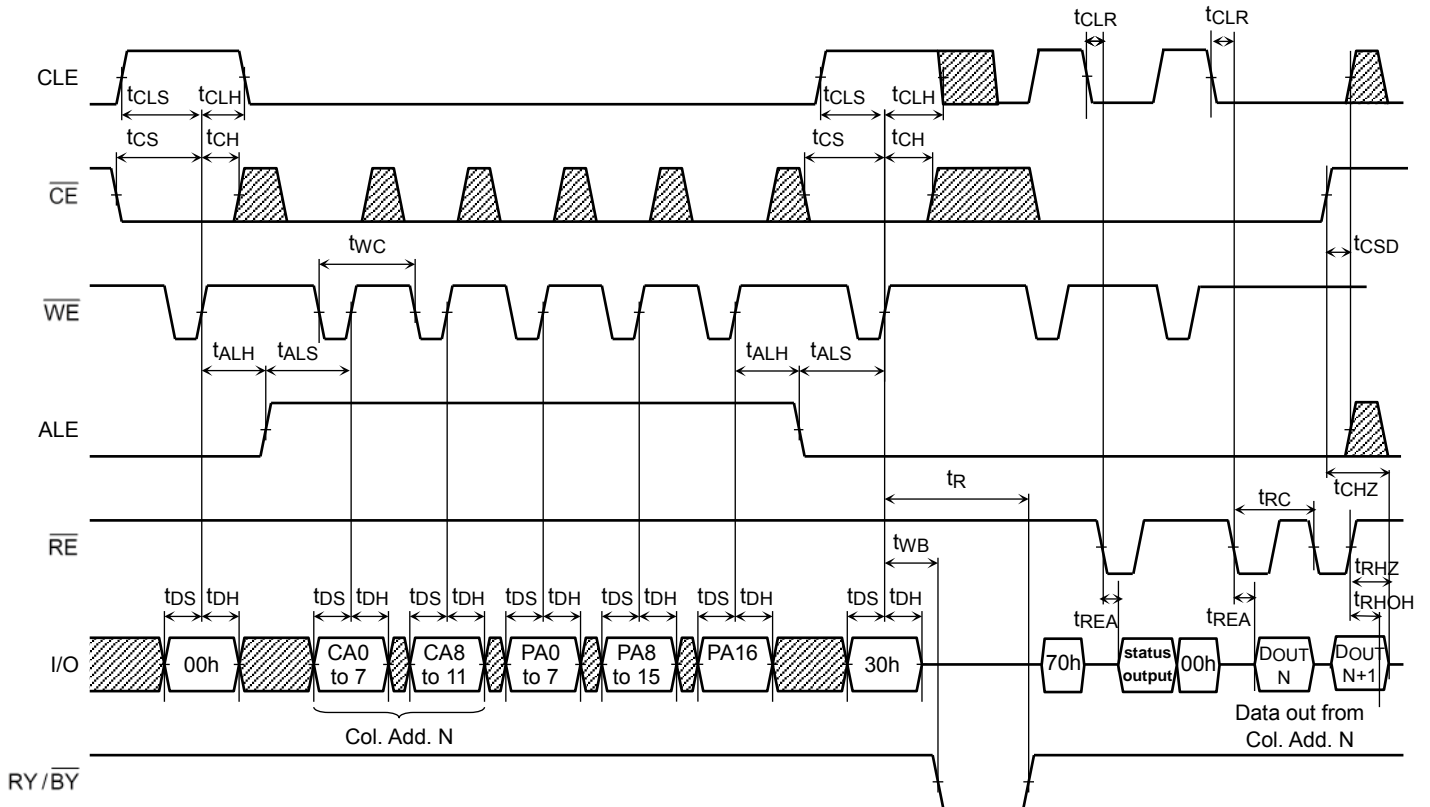 tCLR tCLR
CLE
tCLS tCLH tCLS tCLH
tCS tCH tCS tCH
CE
tWC tCSD
WE
tALH tALS tALH tALS
ALE
tR tCHZ
tRC
RE
tWB
tRHZ
tDS tDH tDS tDH tDS tDH tDS tDH tDS tDH tDS tDH tDS tDH tRHOH
tREA tREA
I/O 00h CA0 to 7 CA8 to 11 PA0 to 7 PA8 to 15 PA16 30h 70h status output 00h DOUT N DOUT N+1
Col. Add. N
Data out from
Col. Add. N
RY/BY